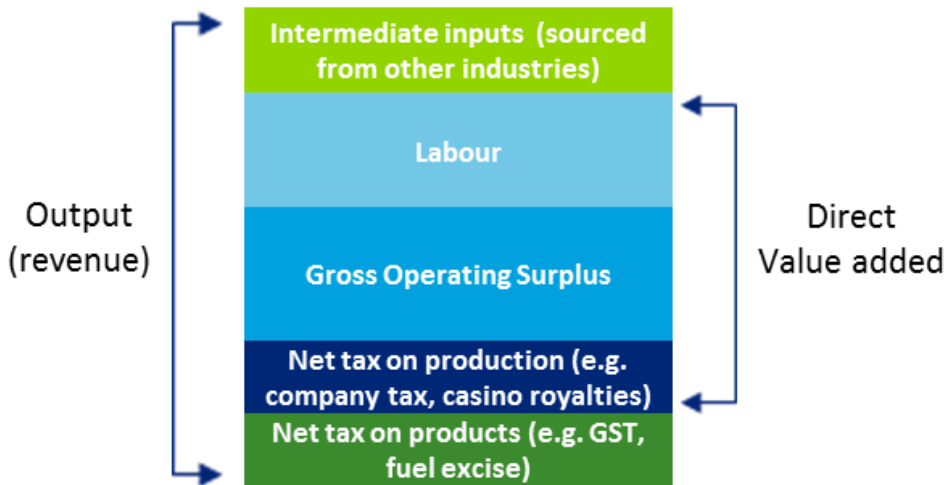 Intermediate inputs (sourced
from other industries)
Labour
Output
(revenue)
Gross Operating Surplus
Direct
Value added
Net tax on production (e.g.
company tax, casino royalties)
Net tax on products (e.g. GST,
fuel excise)